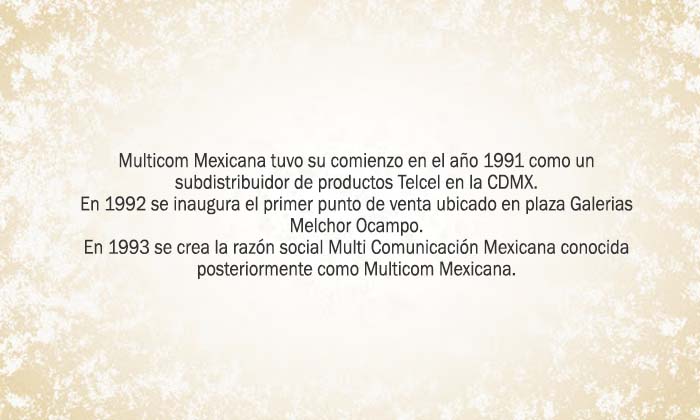 Multicom Mexicana tuvo su comienzo en el año 1991 como un
subdistribuidor de productos Telcel en la CDMX.
En 1992 se inaugura el primer punto de venta ubicado en plaza Galerias
Melchor Ocampo.
En 1993 se crea la razón social Multi Comunicación Mexicana conocida
posteriormente como Multicom Mexicana.